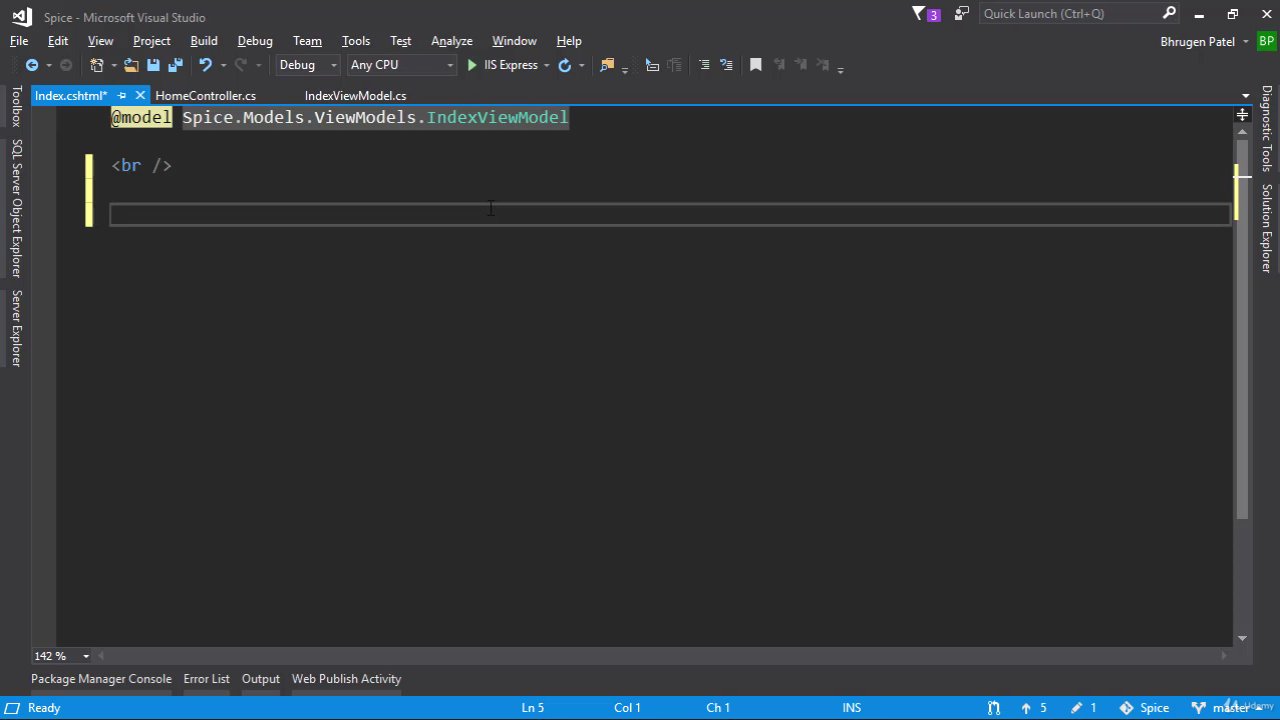 Spice - Microsoft Visual Studio
3
Quick Launch (Ctrl+Q)
File Edit View Project Build Debug Team Tools Test Analyze Window Help
Bhrugen Patel BP
Debug Any CPU IIS Express
Index.cshtml* HomeController.cs IndexViewModel.cs
@model Spice.Models.ViewModels.IndexViewModel
<br />
Toolbox
SQL Server Object Explorer
Server Explorer
Diagnostic Tools
Solution Explorer
142 %
Package Manager Console Error List Output Web Publish Activity
Ready Ln 5 Col 1 Ch 1 INS 5 1 Spice master
Udemy